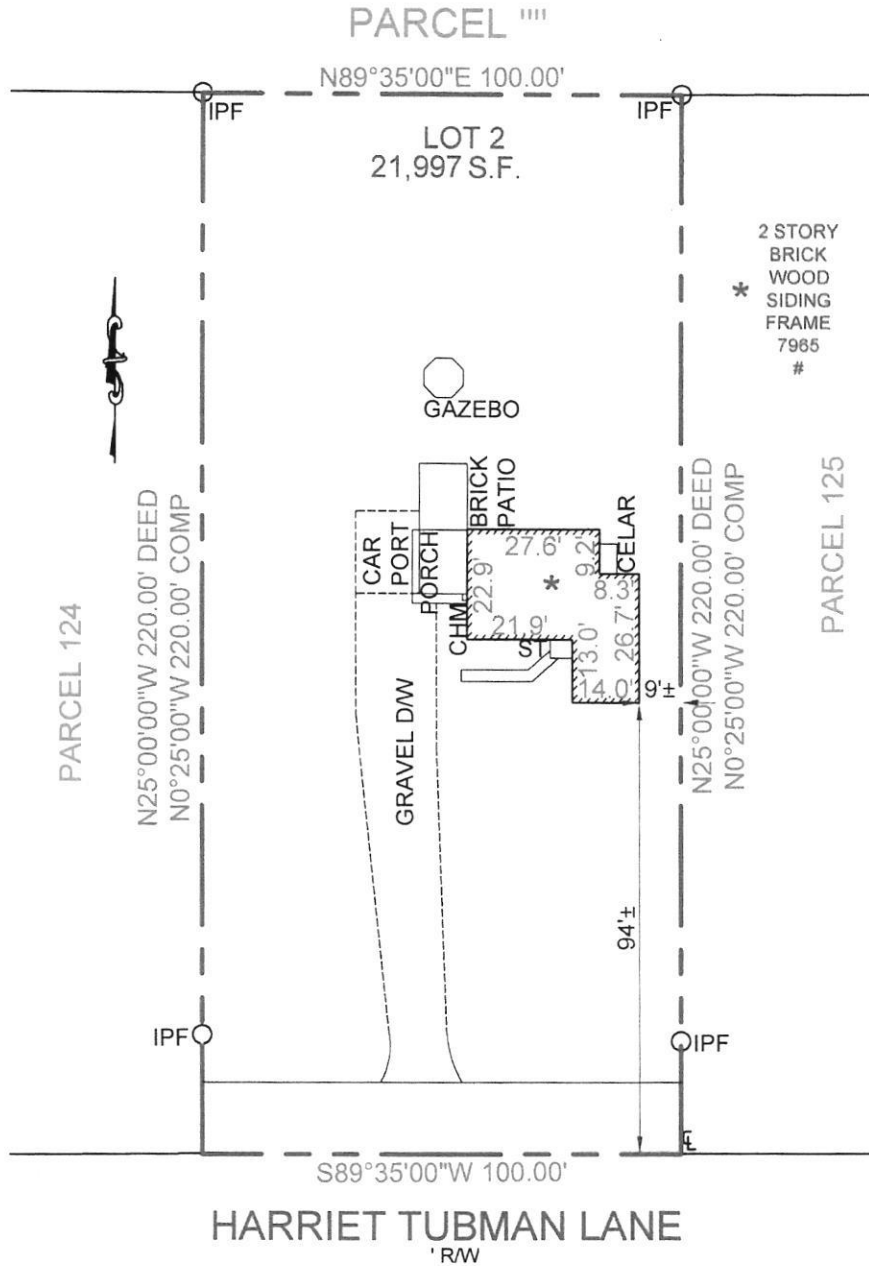 PARCEL ""
N89°35'00"E 100.00'
IPF
IPF
LOT 2
21,997 S.F.
2 STORY
BRICK
WOOD
* SIDING
FRAME
7965
#
GAZEBO
BRICK
PATIO
CELAR
CAR
PORT
PORCH
27.6'
9.2'
8.3'
22.9'
*
CHM
21.9'
ST
13.0'
26.7'
14.0'
9'±
PARCEL 124
N25°00'00"W 220.00' DEED
N0°25'00"W 220.00' COMP
GRAVEL D/W
N25°00'00"W 220.00' DEED
N0°25'00"W 220.00' COMP
PARCEL 125
94'±
IPF
IPF
℄
S89°35'00"W 100.00'
HARRIET TUBMAN LANE
' R/W